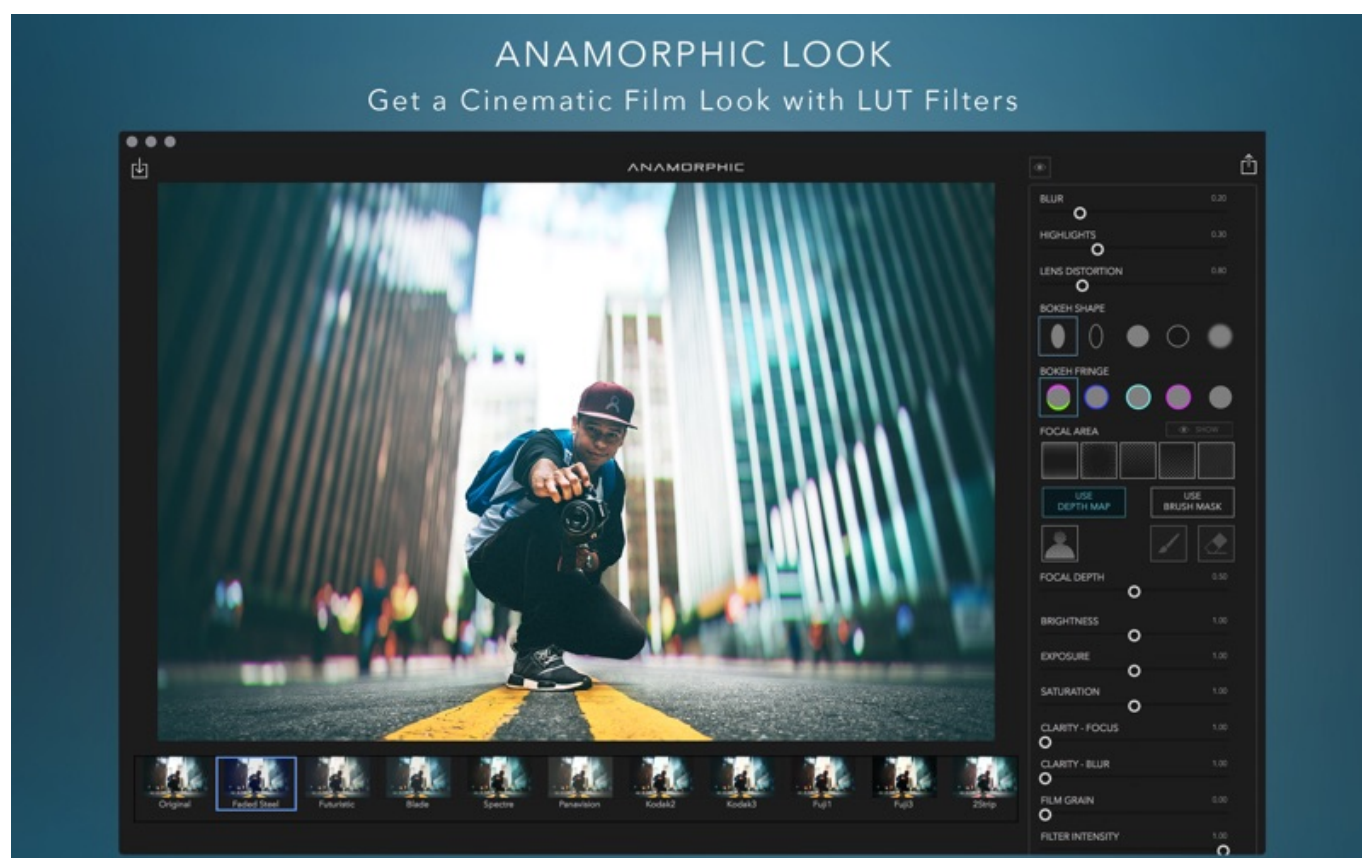 ANAMORPHIC LOOK
Get a Cinematic Film Look with LUT Filters
ANAMORPHIC
BLUR 0.20
HIGHLIGHTS 0.30
LENS DISTORTION 0.80
BOKEH SHAPE
BOKEH FRINGE
FOCAL AREA SHOW
USE DEPTH MAP
USE BRUSH MASK
FOCAL DEPTH 0.50
BRIGHTNESS 1.00
EXPOSURE 1.00
SATURATION 1.00
CLARITY - FOCUS 1.00
CLARITY - BLUR 1.00
FILM GRAIN 0.00
FILTER INTENSITY 1.00
Original Faded Steel Futuristic Blade Spectre Panavision Kodak2 Kodak3 Fuji1 Fuji3 2Strip